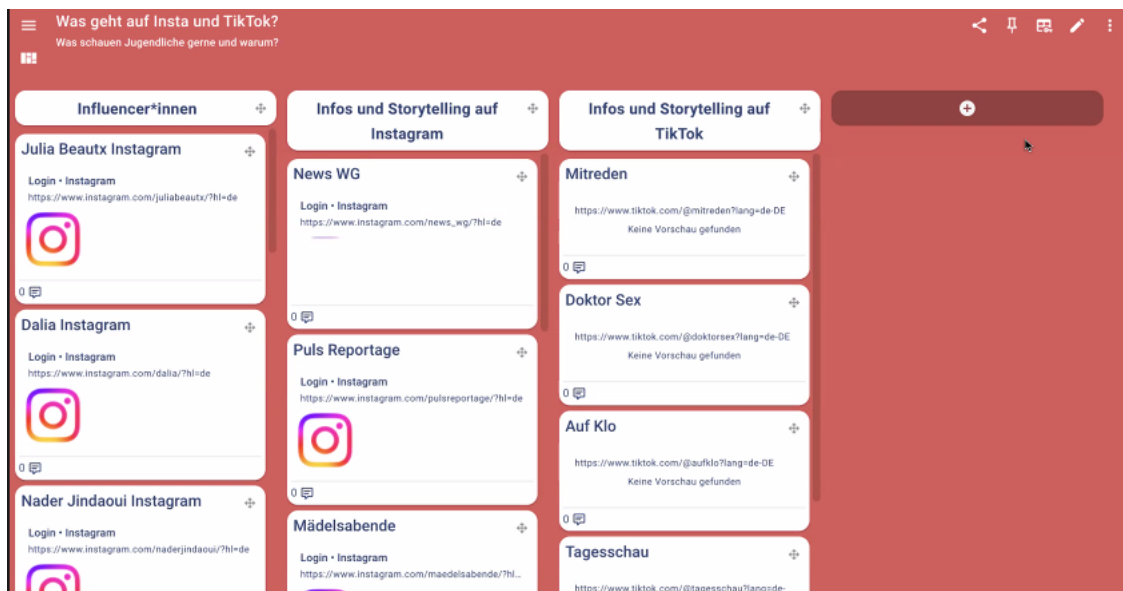 Was geht auf Insta und TikTok?
Was schauen Jugendliche gerne und warum?
Influencer*innen
Julia Beautx Instagram
Login • Instagram
https://www.instagram.com/juliabeautx/?hl=de
0
Dalia Instagram
Login • Instagram
https://www.instagram.com/dalia/?hl=de
0
Nader Jindaoui Instagram
Login • Instagram
https://www.instagram.com/naderjindaoui/?hl=de
Infos und Storytelling auf
Instagram
News WG
Login • Instagram
https://www.instagram.com/news_wg/?hl=de
0
Puls Reportage
Login • Instagram
https://www.instagram.com/pulsreportage/?hl=de
0
Mädelsabende
Login • Instagram
https://www.instagram.com/maedelsabende/?hl...
Infos und Storytelling auf
TikTok
Mitreden
https://www.tiktok.com/@mitreden?lang=de-DE
Keine Vorschau gefunden
0
Doktor Sex
https://www.tiktok.com/@doktorsex?lang=de-DE
Keine Vorschau gefunden
0
Auf Klo
https://www.tiktok.com/@aufklo?lang=de-DE
Keine Vorschau gefunden
0
Tagesschau
https://www.tiktok.com/@tagesschau?lang=de-